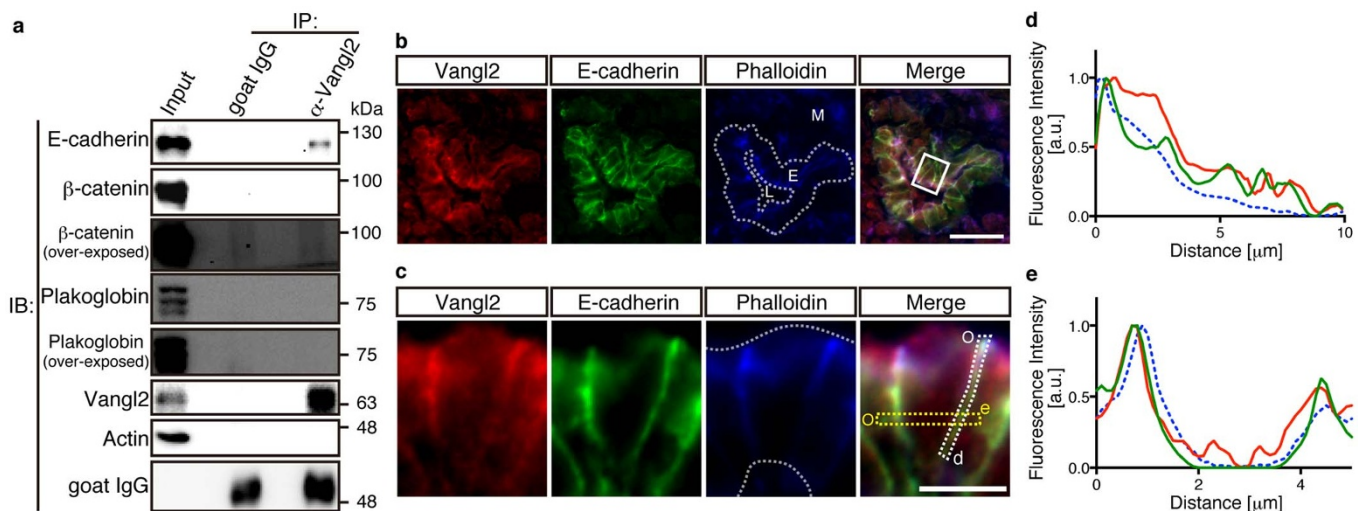 a
IP:
Input
goat IgG
α-Vangl2
kDa
IB:
E-cadherin
130
β-catenin
100
β-catenin
(over-exposed)
100
Plakoglobin
75
Plakoglobin
(over-exposed)
75
Vangl2
63
Actin
48
goat IgG
48
b
Vangl2 E-cadherin Phalloidin Merge
M
E
L
c
Vangl2 E-cadherin Phalloidin Merge
O
O e
d
d
Fluorescence Intensity
[a.u.]
1.0
0.5
0.0
0 5 10
Distance [μm]
e
Fluorescence Intensity
[a.u.]
1.0
0.5
0.0
0 2 4
Distance [μm]